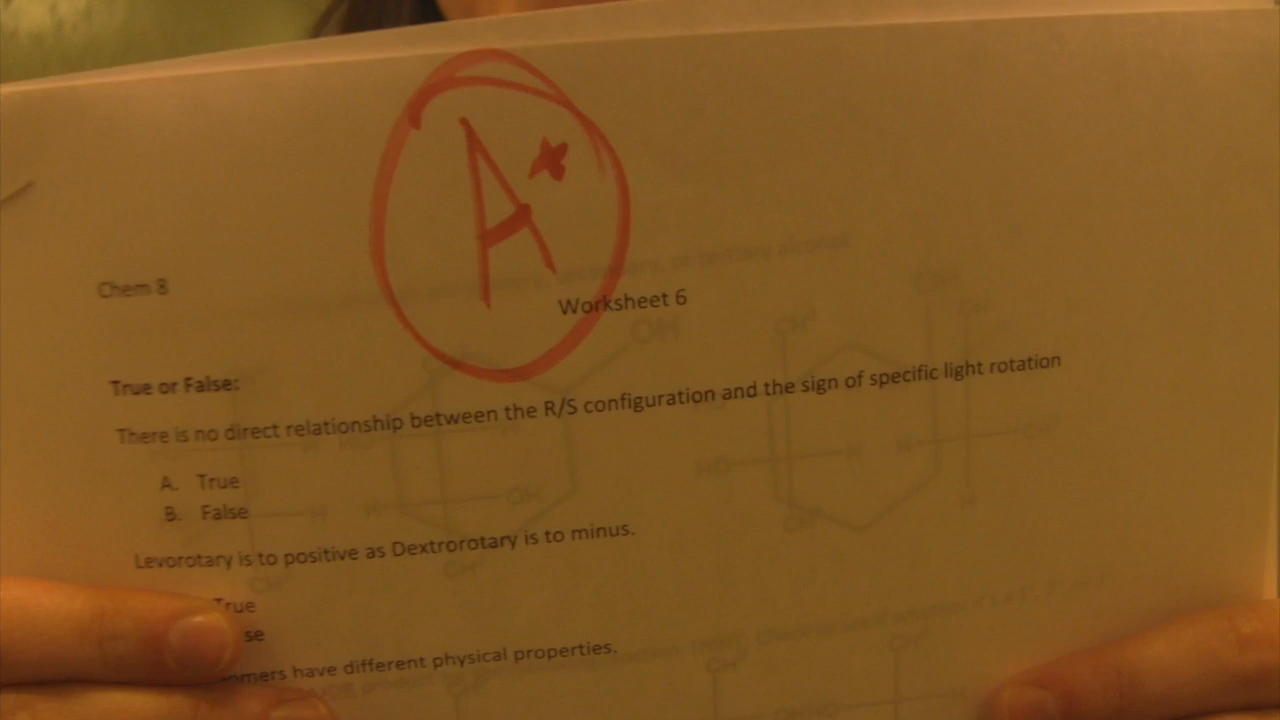 A+
Chem 8
Worksheet 6
True or False:
There is no direct relationship between the R/S configuration and the sign of specific light rotation
A. True
B. False
Levorotary is to positive as Dextrorotary is to minus.
True
se
omers have different physical properties.